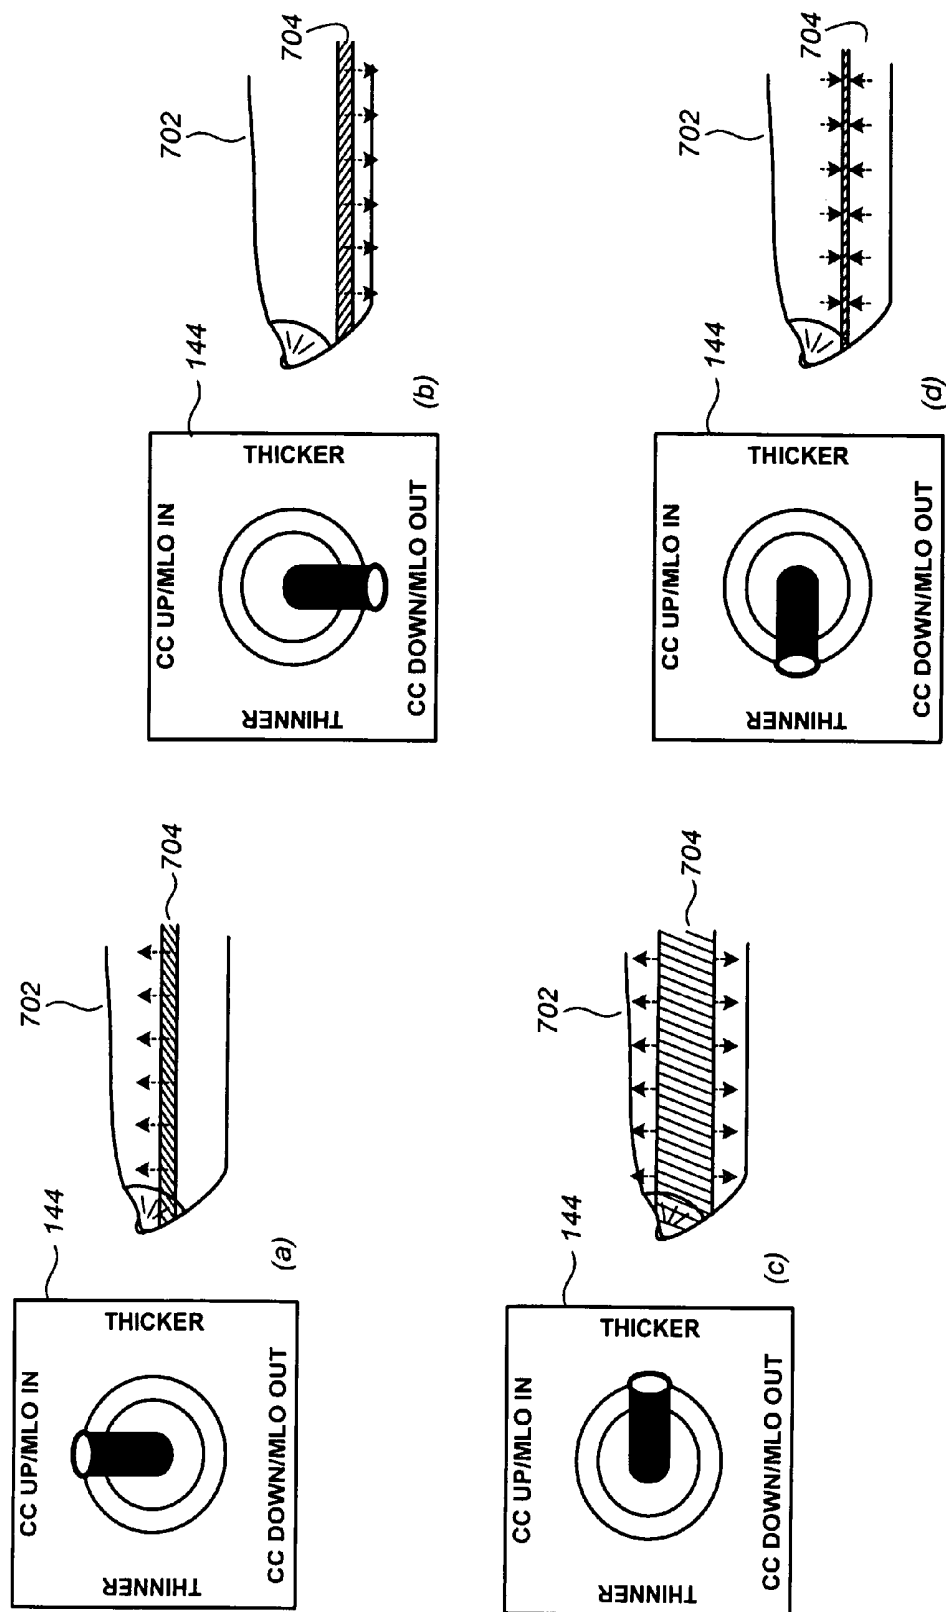 CC UP/MLO IN
THINNER
THICKER
CC DOWN/MLO OUT
144
702
704
(a)
CC UP/MLO IN
THINNER
THICKER
CC DOWN/MLO OUT
144
702
704
(b)
CC UP/MLO IN
THINNER
THICKER
CC DOWN/MLO OUT
144
702
704
(c)
CC UP/MLO IN
THINNER
THICKER
CC DOWN/MLO OUT
144
702
704
(d)